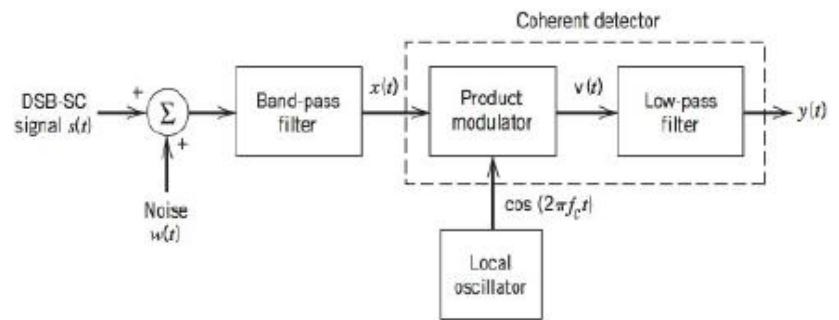 Coherent detector
DSB-SC
signal s(t)
+
Σ
+
Noise
w(t)
Band-pass
filter
x(t)
Product
modulator
v(t)
Low-pass
filter
y(t)
cos (2πf_c t)
Local
oscillator